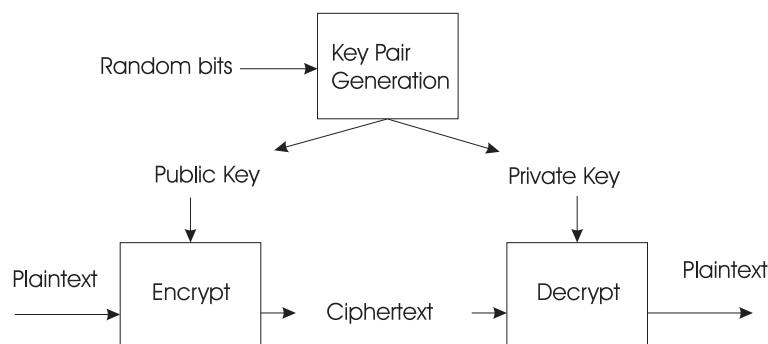 Random bits
Key Pair
Generation
Public Key
Private Key
Plaintext
Encrypt
Ciphertext
Decrypt
Plaintext